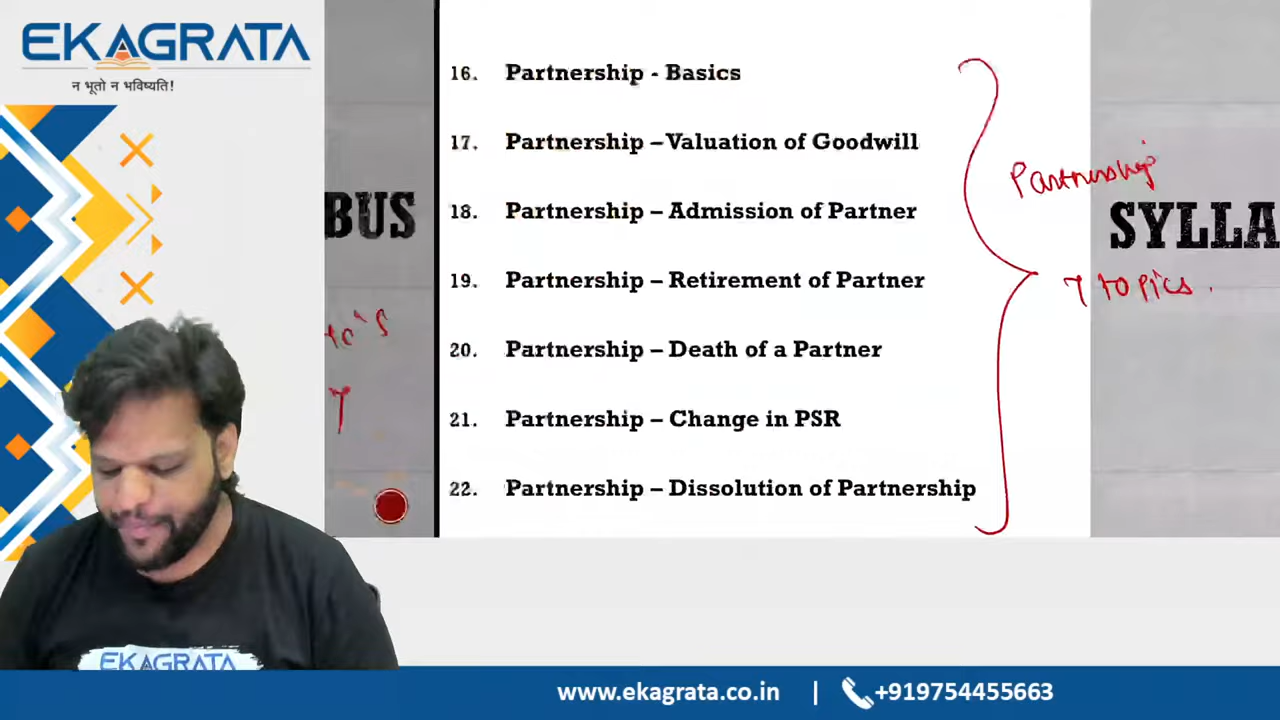 EKAGRATA
न भूतो न भविष्यति!
16. Partnership - Basics
17. Partnership – Valuation of Goodwill
18. Partnership – Admission of Partner
19. Partnership – Retirement of Partner
20. Partnership – Death of a Partner
21. Partnership – Change in PSR
22. Partnership – Dissolution of Partnership
Partnership
7 topics.
BUS
SYLLA
EKAGRATA
www.ekagrata.co.in | +919754455663